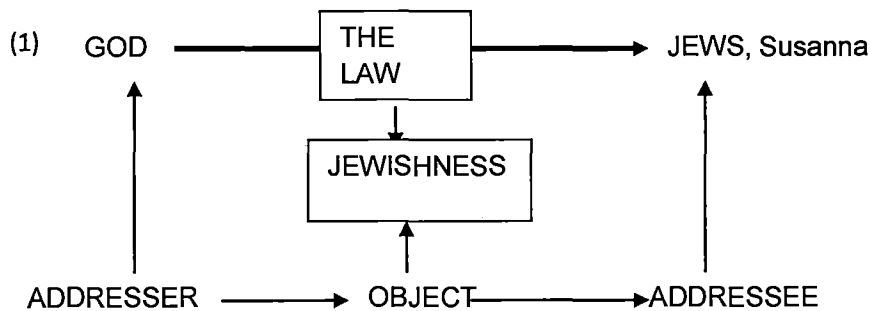 (1) GOD THE JEWS, Susanna
LAW
JEWISHNESS
ADDRESSER OBJECT ADDRESSEE